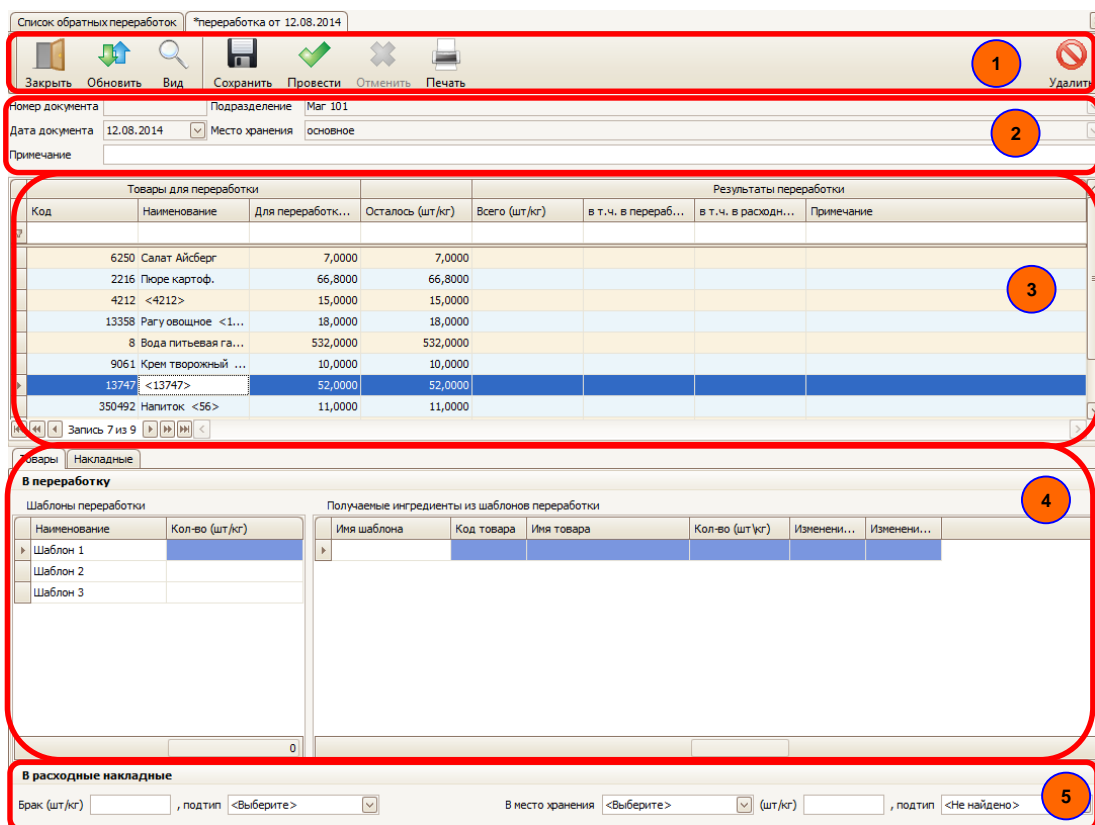 Список обратных переработок *переработка от 12.08.2014
Закрыть Обновить Вид Сохранить Провести Отменить Печать 1 Удалить
Номер документа Подразделение Маг 101
Дата документа 12.08.2014 Место хранения основное 2
Примечание
Товары для переработки Результаты переработки
Код Наименование Для переработк... Осталось (шт/кг) Всего (шт/кг) в т.ч. в перераб... в т.ч. в расходн... Примечание
6250 Салат Айсберг 7,0000 7,0000
2216 Пюре картоф. 66,8000 66,8000
4212 <4212> 15,0000 15,0000 3
13358 Рагу овощное <1... 18,0000 18,0000
8 Вода питьевая га... 532,0000 532,0000
9061 Крем творожный ... 10,0000 10,0000
13747 <13747> 52,0000 52,0000
350492 Напиток <56> 11,0000 11,0000
Запись 7 из 9
Товары Накладные
В переработку 4
Шаблоны переработки Получаемые ингредиенты из шаблонов переработки
Наименование Кол-во (шт/кг) Имя шаблона Код товара Имя товара Кол-во (шт\кг) Изменени... Изменени...
Шаблон 1
Шаблон 2
Шаблон 3
0
В расходные накладные 5
Брак (шт/кг) , подтип <Выберите> В место хранения <Выберите> (шт/кг) , подтип <Не найдено>